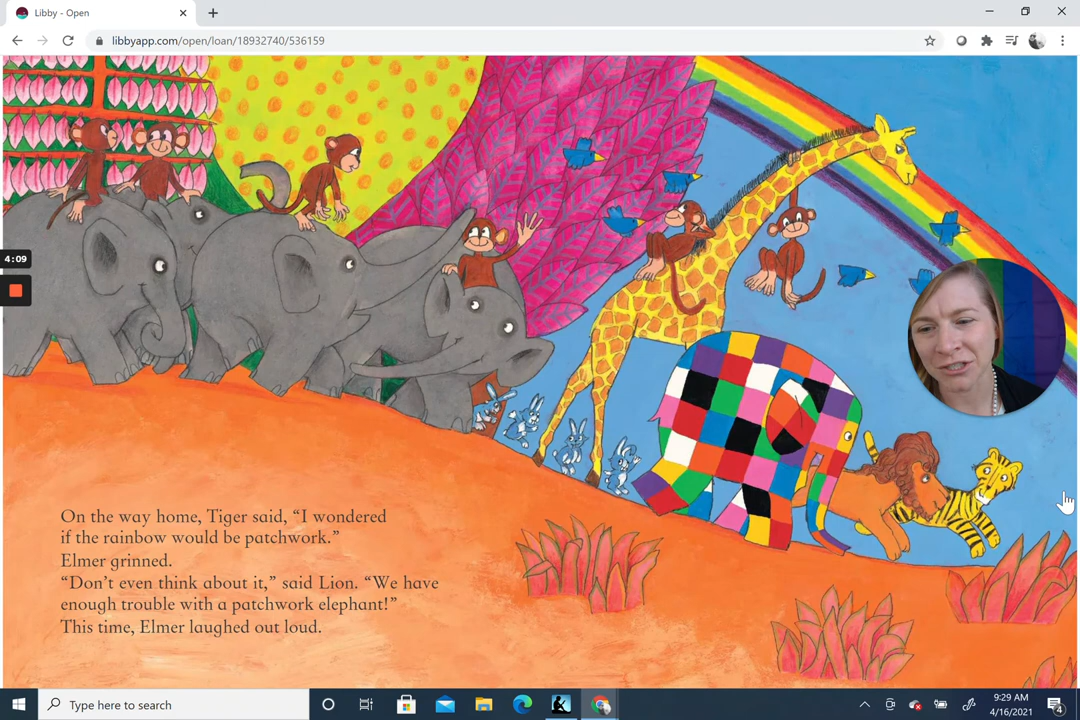 Libby - Open
libbyapp.com/open/loan/18932740/536159
4:09
On the way home, Tiger said, “I wondered
if the rainbow would be patchwork.”
Elmer grinned.
“Don’t even think about it,” said Lion. “We have
enough trouble with a patchwork elephant!”
This time, Elmer laughed out loud.
Type here to search
9:29 AM
4/16/2021
4